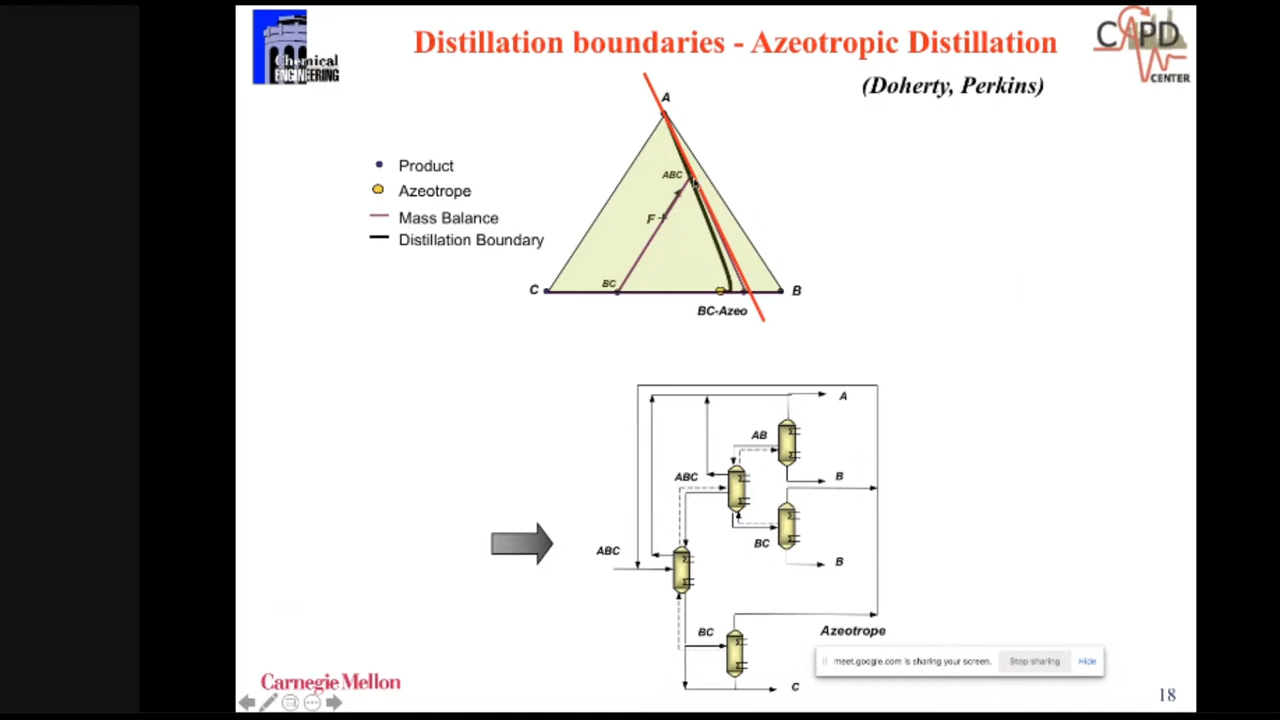 Chemical
ENGINEERING
Distillation boundaries - Azeotropic Distillation
(Doherty, Perkins)
CAPD
CENTER
A
Product
Azeotrope
Mass Balance
Distillation Boundary
ABC
F
C
BC
B
BC-Azeo
A
AB
ABC
B
BC
ABC
B
BC
Azeotrope
C
meet.google.com is sharing your screen.
Stop sharing
Hide
Carnegie Mellon
18